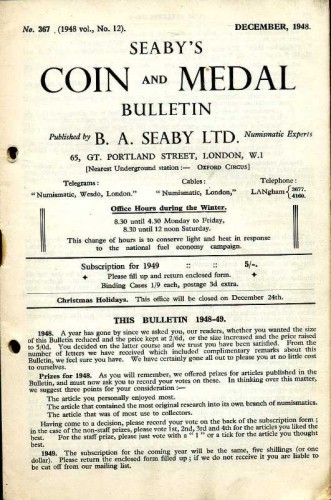 No. 367 (1948 vol., No. 12). DECEMBER, 1948.
SEABY'S
COIN AND MEDAL
BULLETIN
Published by B. A. SEABY LTD. Numismatic Experts
65, GT. PORTLAND STREET, LONDON, W.1
[Nearest Underground station :— OXFORD CIRCUS]
Telegrams : Cables : Telephone :
"Numismatic, Wesdo, London." "Numismatic, London," LANgham { 3677. 4160.
Office Hours during the Winter.
8.30 until 4.30 Monday to Friday,
8.30 until 12 noon Saturday.
This change of hours is to conserve light and heat in response
to the national fuel economy campaign.
Subscription for 1949 :: :: 5/-.
+ Please fill up and return enclosed form. +
Binding Cases 1/9 each, postage 3d extra.
Christmas Holidays. This office will be closed on December 24th.
THIS BULLETIN 1948-49.
1948. A year has gone by since we asked you, our readers, whether you wanted the size
of this Bulletin reduced and the price kept at 2/6d, or the size increased and the price raised
to 5/0d. You decided on the latter course and we trust you have been satisfied. From the
number of letters we have received which included complimentary remarks about this
Bulletin, we feel sure you have. We have certainly gone all out to please you at no little cost
to ourselves.
Prizes for 1948. As you will remember, we offered prizes for articles published in the
Bulletin, and must now ask you to record your votes on these. In thinking over this matter,
we suggest three points for your consideration :—
The article you personally enjoyed most.
The article that contained the most original research into its own branch of numismatics.
The article that was of most use to collectors.
Having come to a decision, please record your vote on the back of the subscription form ;
in the case of the non-staff prizes, please vote 1st, 2nd, 3rd and 4th for the articles you liked the
best. For the staff prize, please just vote with a "1" or a tick for the article you thought
best.
1949. The subscription for the coming year will be the same, five shillings (or one
dollar). Please return the enclosed form filled up ; if we do not receive it you are liable to
be cut off from our mailing list.